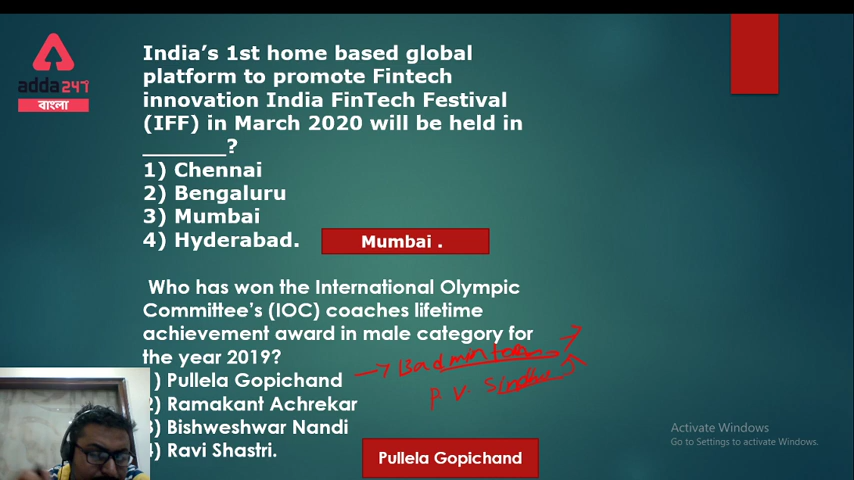 adda247
বাংলা
India's 1st home based global
platform to promote Fintech
innovation India FinTech Festival
(IFF) in March 2020 will be held in
_______?
1) Chennai
2) Bengaluru
3) Mumbai
4) Hyderabad.
Mumbai .
Who has won the International Olympic
Committee's (IOC) coaches lifetime
achievement award in male category for
the year 2019?
) Pullela Gopichand
2) Ramakant Achrekar
3) Bishweshwar Nandi
4) Ravi Shastri.
Badminton
P. V. Sindhu
Pullela Gopichand
Activate Windows
Go to Settings to activate Windows.